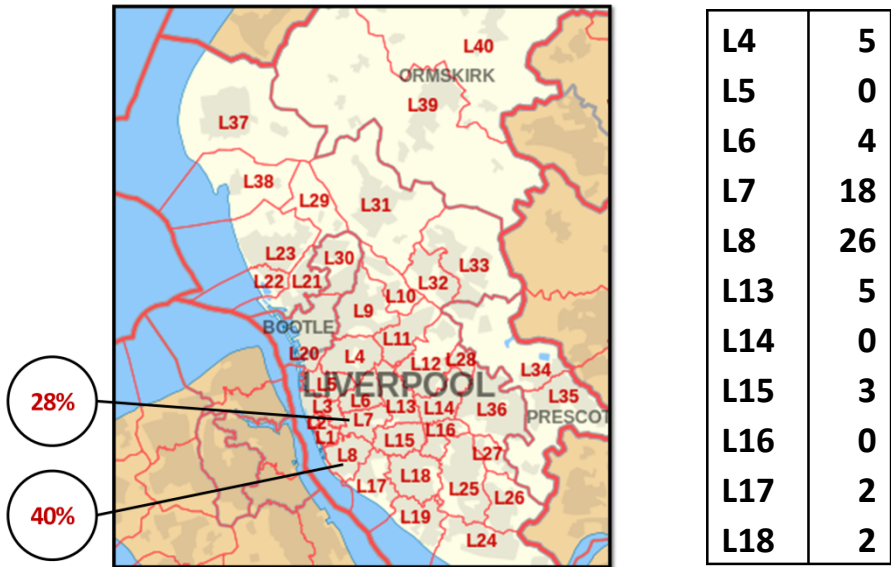 L40
ORMSKIRK
L39
L37
L38
L29
L31
L23
L30
L33
L22
L21
L32
L10
L9
BOOTLE
L11
L20
L4
L12
L28
L34
L5
LIVERPOOL
L35
L3
L6
L13
L14
L36
PRESCOT
L2
L7
L16
L1
L15
L8
L27
L17
L18
L25
L26
L19
L24
28%
40%
L4 5
L5 0
L6 4
L7 18
L8 26
L13 5
L14 0
L15 3
L16 0
L17 2
L18 2